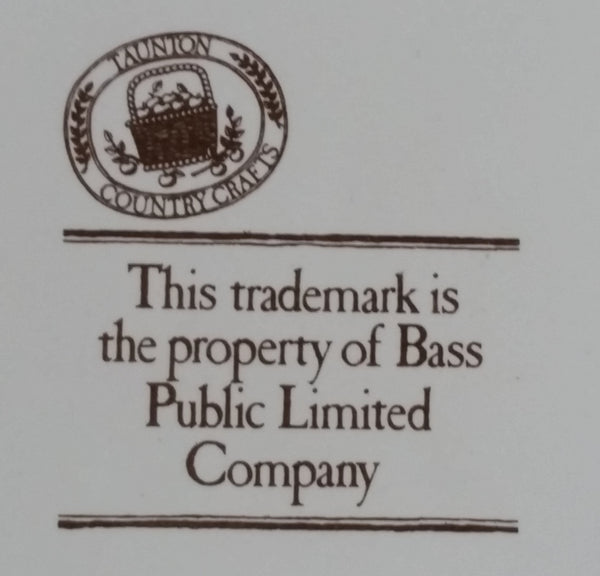 TAUNTON
COUNTRY CRAFTS
This trademark is
the property of Bass
Public Limited
Company